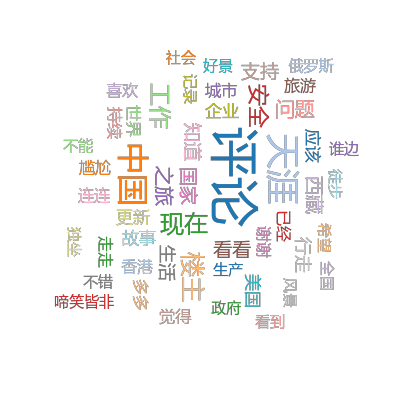 社会
好景
支持
俄罗斯
喜欢
记录
城市
旅游
工作
安全
企业
问题
持续
世界
知道
评论
天涯
应该
谁边
不能
尴尬
中国
之旅
国家
西藏
徒步
连连
更新
现在
已经
谢谢
希望
独坐
走走
故事
看看
行走
全国
香港
生活
楼主
生产
美国
风景
不错
多多
啼笑皆非
政府
觉得
看到